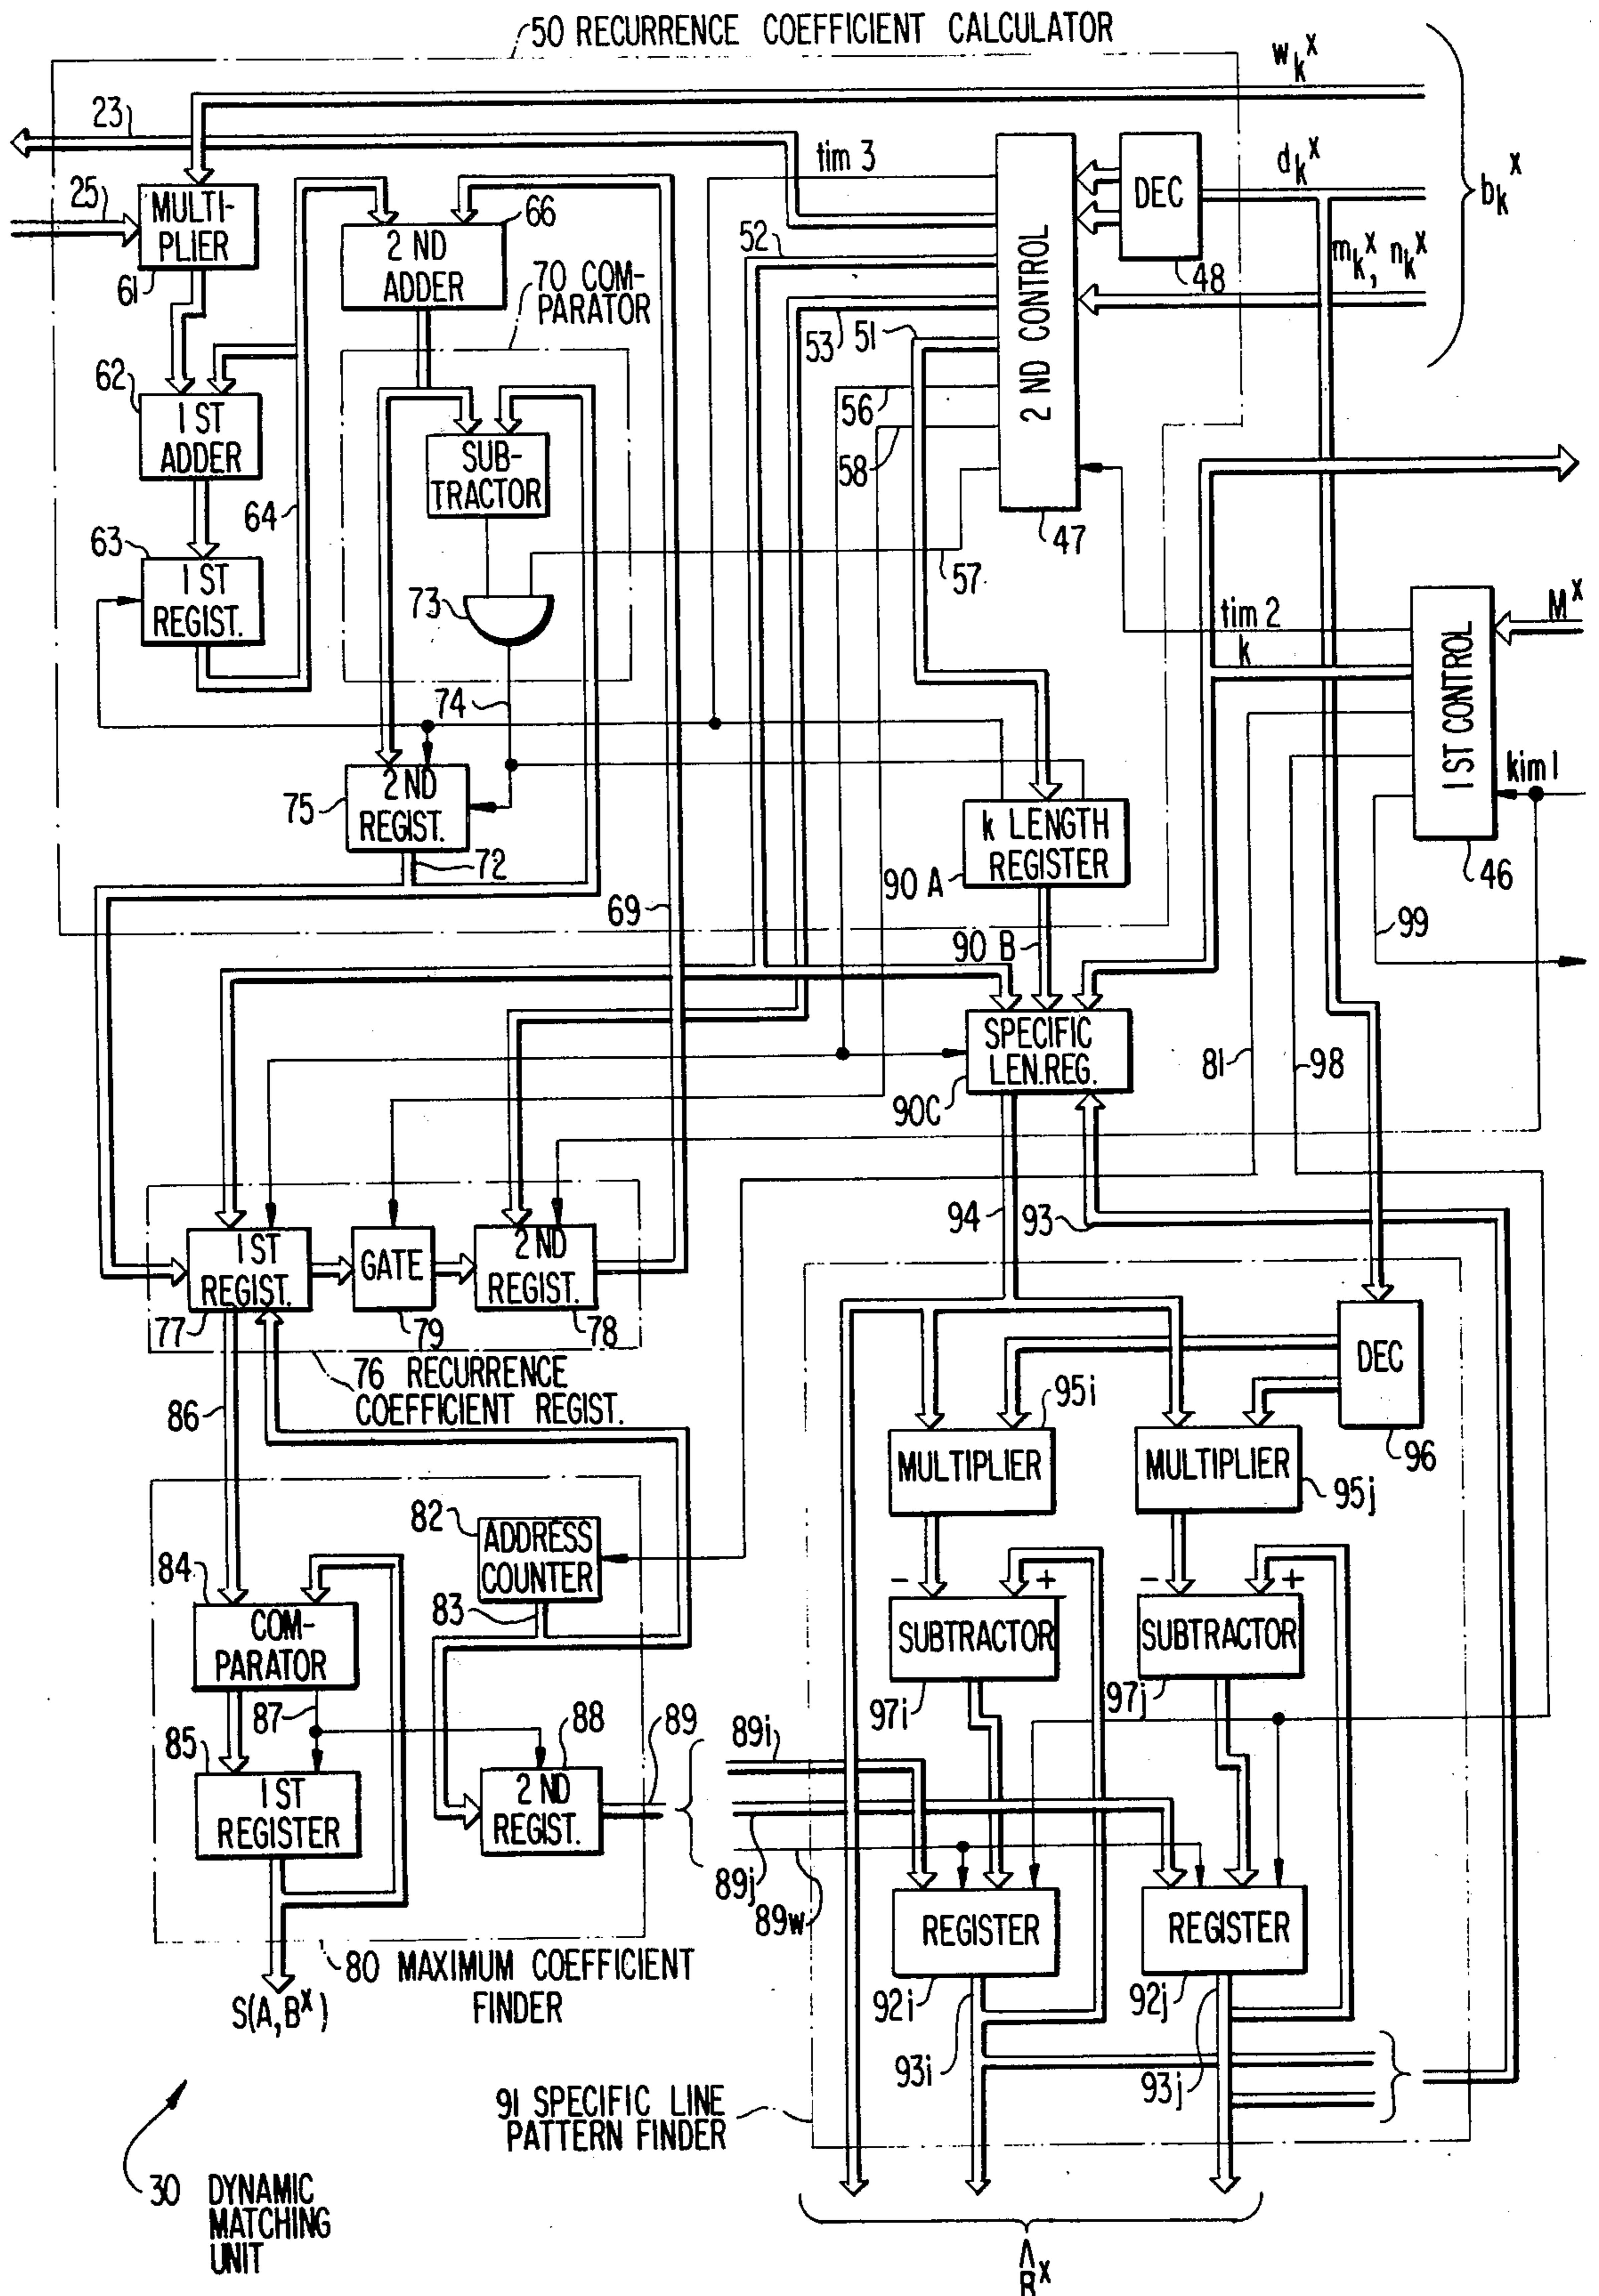 50 RECURRENCE COEFFICIENT CALCULATOR
w_k^x
23
tim 3
DEC
d_k^x
b_k^x
25
MULTI-
PLIER
66
52
m_k^x, n_k^x
61
2 ND
ADDER
70 COM-
PARATOR
48
53
51
2 ND CONTROL
62
1 ST
ADDER
56
SUB-
TRACTOR
58
64
47
63
1 ST
REGIST.
57
73
tim 2
k
M^x
1 ST CONTROL
74
kim 1
75
2 ND
REGIST.
k LENGTH
REGISTER
72
90 A
46
69
99
90 B
SPECIFIC
LEN. REG.
81
98
90C
94
93
1 ST
REGIST.
GATE
2 ND
REGIST.
77
79
78
DEC
76 RECURRENCE
COEFFICIENT REGIST.
95i
86
MULTIPLIER
MULTIPLIER
96
95j
82
ADDRESS
COUNTER
84
83
-
+
-
+
COM-
PARATOR
SUBTRACTOR
SUBTRACTOR
87
97i
97j
88
89
89i
85
1 ST
REGISTER
2 ND
REGIST.
89j
89w
REGISTER
REGISTER
80 MAXIMUM COEFFICIENT
FINDER
92i
92j
S(A, B^x)
93i
93j
91 SPECIFIC LINE
PATTERN FINDER
30 DYNAMIC
MATCHING
UNIT
B̂^x